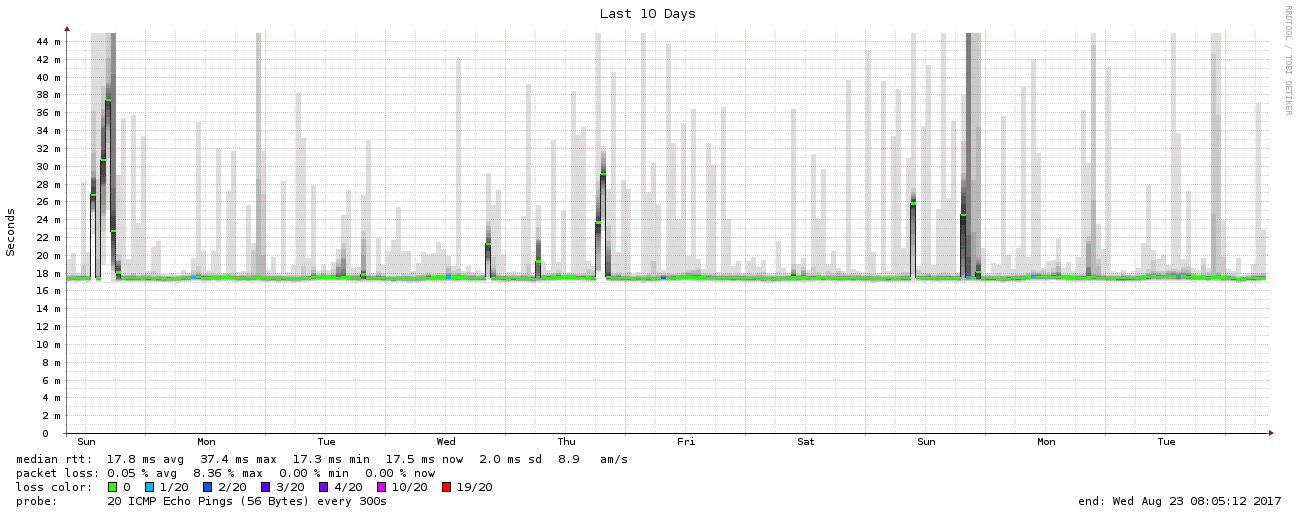 Last 10 Days
RRDTOOL / TOBI OETIKER
Seconds
44 m
42 m
40 m
38 m
36 m
34 m
32 m
30 m
28 m
26 m
24 m
22 m
20 m
18 m
16 m
14 m
12 m
10 m
8 m
6 m
4 m
2 m
0
Sun Mon Tue Wed Thu Fri Sat Sun Mon Tue
median rtt: 17.8 ms avg 37.4 ms max 17.3 ms min 17.5 ms now 2.0 ms sd 8.9 am/s
packet loss: 0.05 % avg 8.36 % max 0.00 % min 0.00 % now
loss color: 0 1/20 2/20 3/20 4/20 10/20 19/20
probe: 20 ICMP Echo Pings (56 Bytes) every 300s end: Wed Aug 23 08:05:12 2017